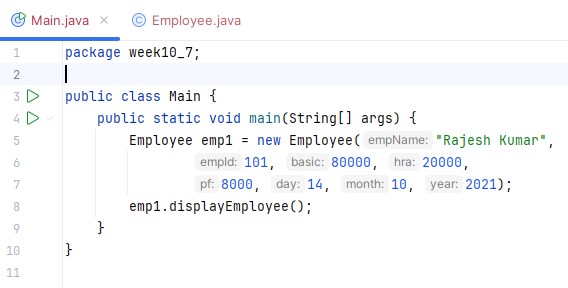 Main.java × Employee.java
1 package week10_7;
2
3 public class Main {
4 public static void main(String[] args) {
5 Employee emp1 = new Employee( empName: "Rajesh Kumar",
6 empId: 101, basic: 80000, hra: 20000,
7 pf: 8000, day: 14, month: 10, year: 2021);
8 emp1.displayEmployee();
9 }
10 }
11